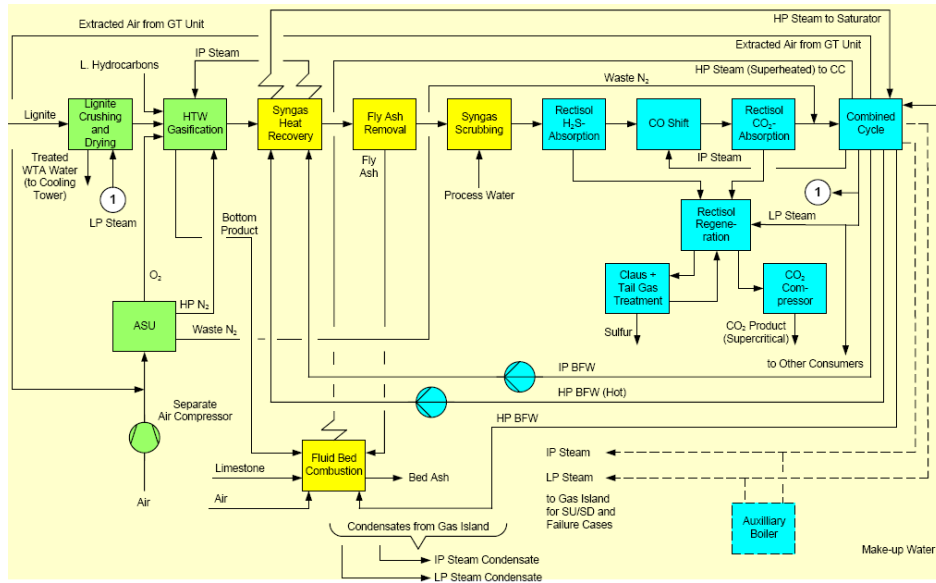 Extracted Air from GT Unit
HP Steam to Saturator
IP Steam
Extracted Air from GT Unit
L. Hydrocarbons
HP Steam (Superheated) to CC
Waste N₂
Lignite
Lignite
Crushing
and
Drying
HTW
Gasification
Syngas
Heat
Recovery
Fly Ash
Removal
Syngas
Scrubbing
Rectisol
H₂S-
Absorption
CO Shift
Rectisol
CO₂-
Absorption
Combined
Cycle
Treated
WTA Water
(to Cooling
Tower)
1
LP Steam
Fly
Ash
Process Water
IP Steam
1
LP Steam
Bottom
Product
Rectisol
Regene-
ration
O₂
HP N₂
ASU
Waste N₂
Claus +
Tail Gas
Treatment
CO₂
Com-
pressor
Sulfur
CO₂ Product
(Supercritical)
to Other Consumers
IP BFW
HP BFW (Hot)
HP BFW
Separate
Air Compressor
Air
Limestone
Air
Fluid Bed
Combustion
Bed Ash
IP Steam
LP Steam
to Gas Island
for SU/SD and
Failure Cases
Auxilliary
Boiler
Make-up Water
Condensates from Gas Island
IP Steam Condensate
LP Steam Condensate